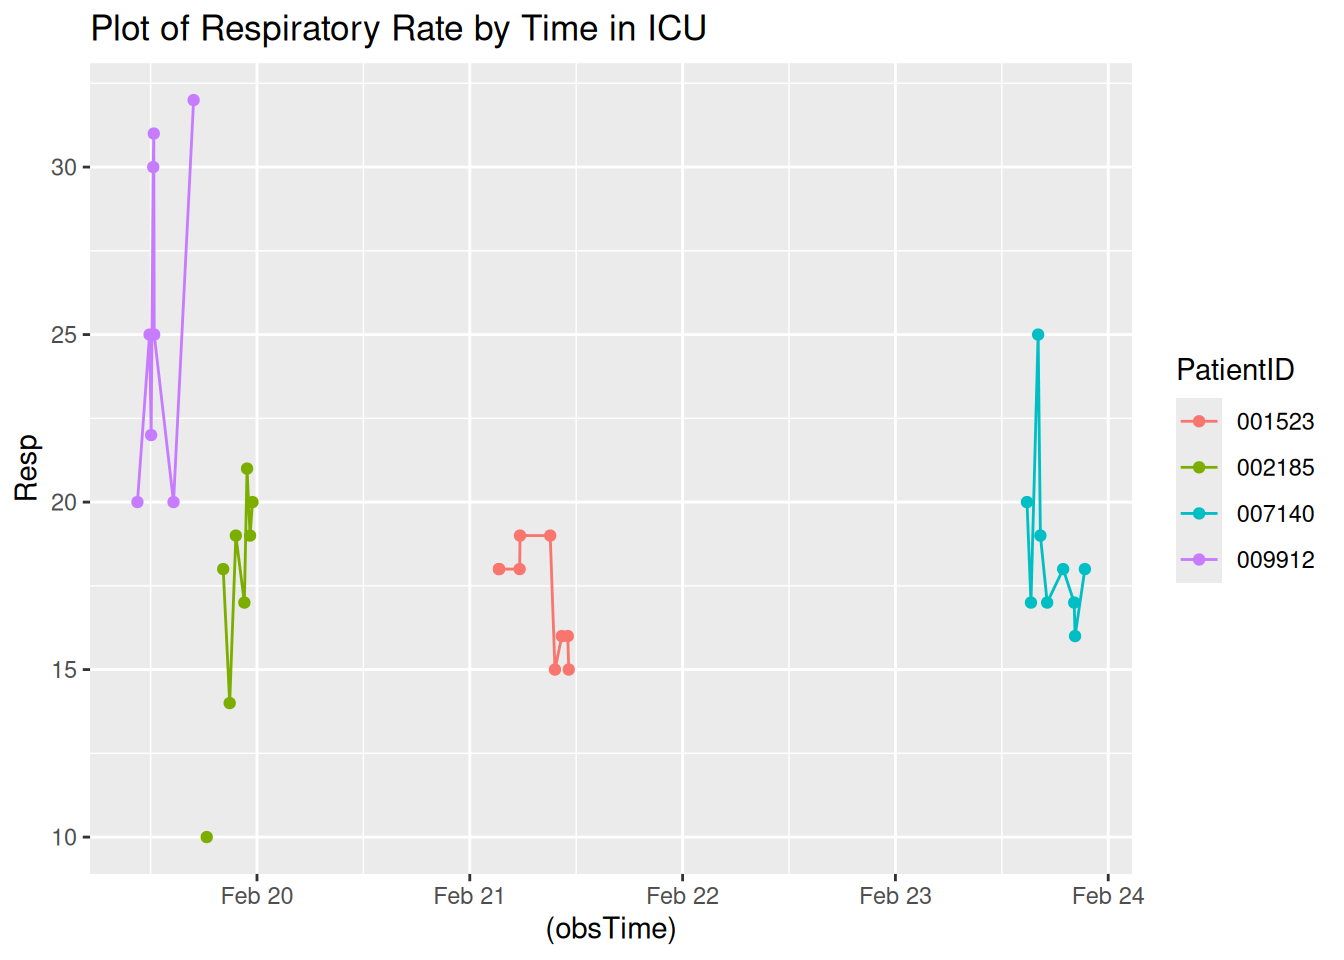 Plot of Respiratory Rate by Time in ICU
Resp
30
25
20
15
10
Feb 20
Feb 21
Feb 22
Feb 23
Feb 24
(obsTime)
PatientID
001523
002185
007140
009912